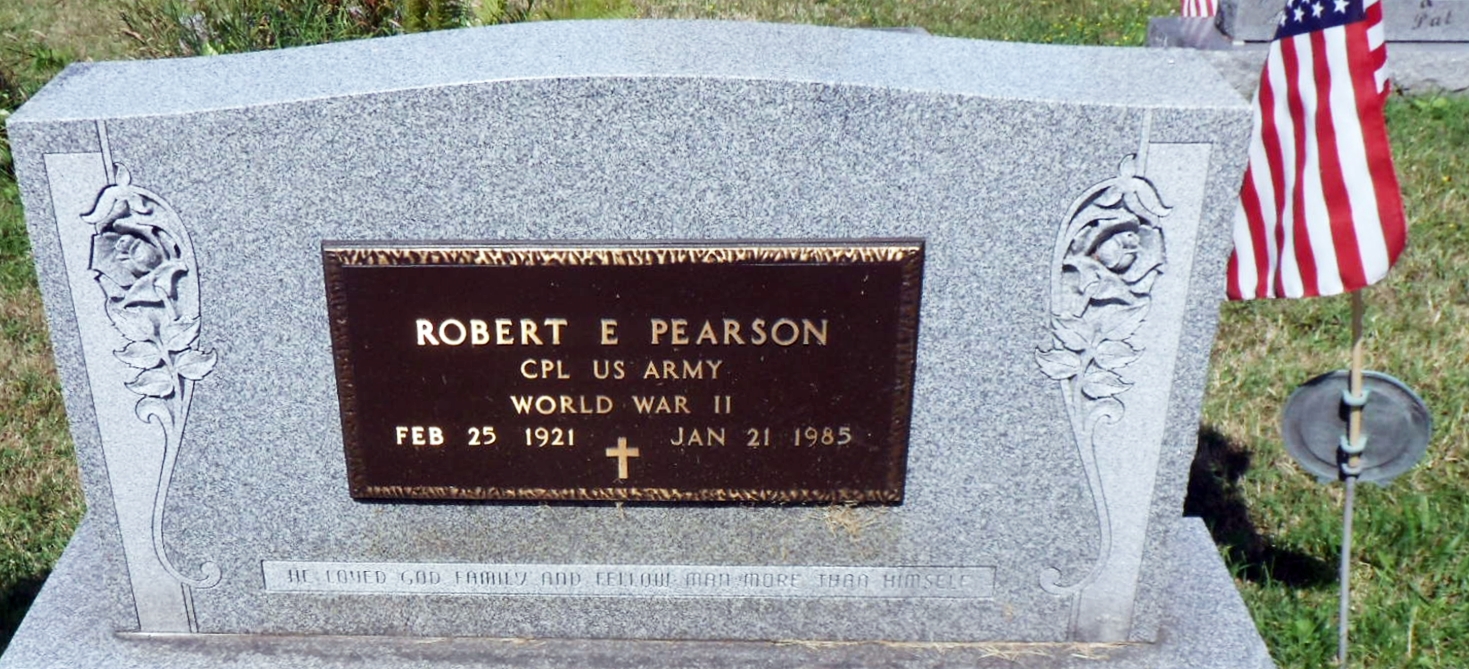 & Pat
ROBERT E PEARSON
CPL US ARMY
WORLD WAR II
FEB 25 1921 JAN 21 1985
HE LOVED GOD FAMILY AND FELLOW MAN MORE THAN HIMSELF